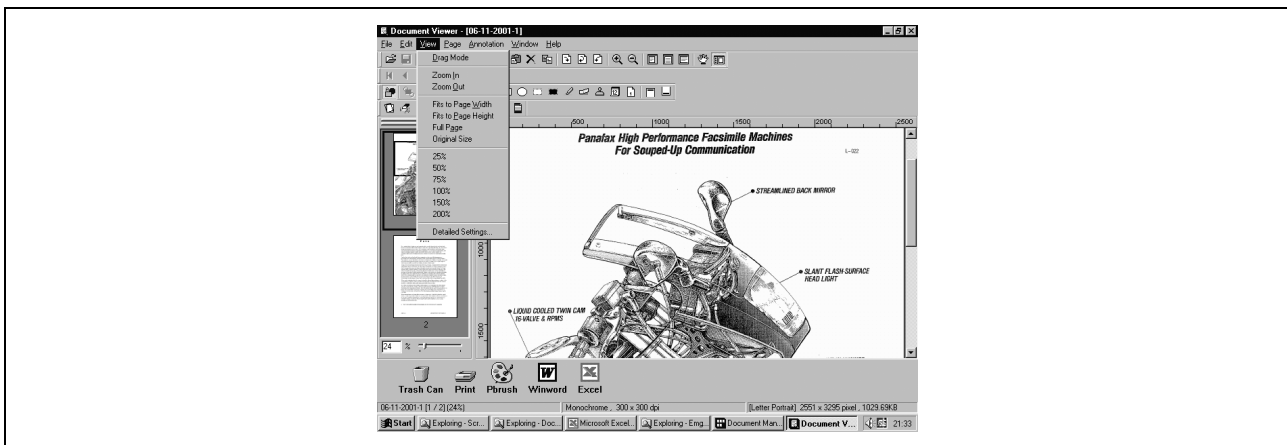 Document Viewer - [06-11-2001-1]
File Edit View Page Annotation Window Help
Drag Mode
Zoom In
Zoom Out
Fits to Page Width
Fits to Page Height
Full Page
Original Size
25%
50%
75%
100%
150%
200%
Detailed Settings...
500 1000 1500 2000 2500
1000
1500
Panafax High Performance Facsimile Machines
For Souped-Up Communication
L-022
STREAMLINED BACK MIRROR
SLANT FLASH-SURFACE
HEAD LIGHT
LIQUID COOLED TWIN CAM
16-VALVE & RPMS
2
24 %
Trash Can Print Pbrush Winword Excel
06-11-2001-1 [1 / 2] (24%) Monochrome , 300 x 300 dpi [Letter Portrait] 2551 x 3295 pixel , 1029.69KB
Start Exploring - Scr... Exploring - Doc... Microsoft Excel... Exploring - Emg... Document Man... Document V... 21:33